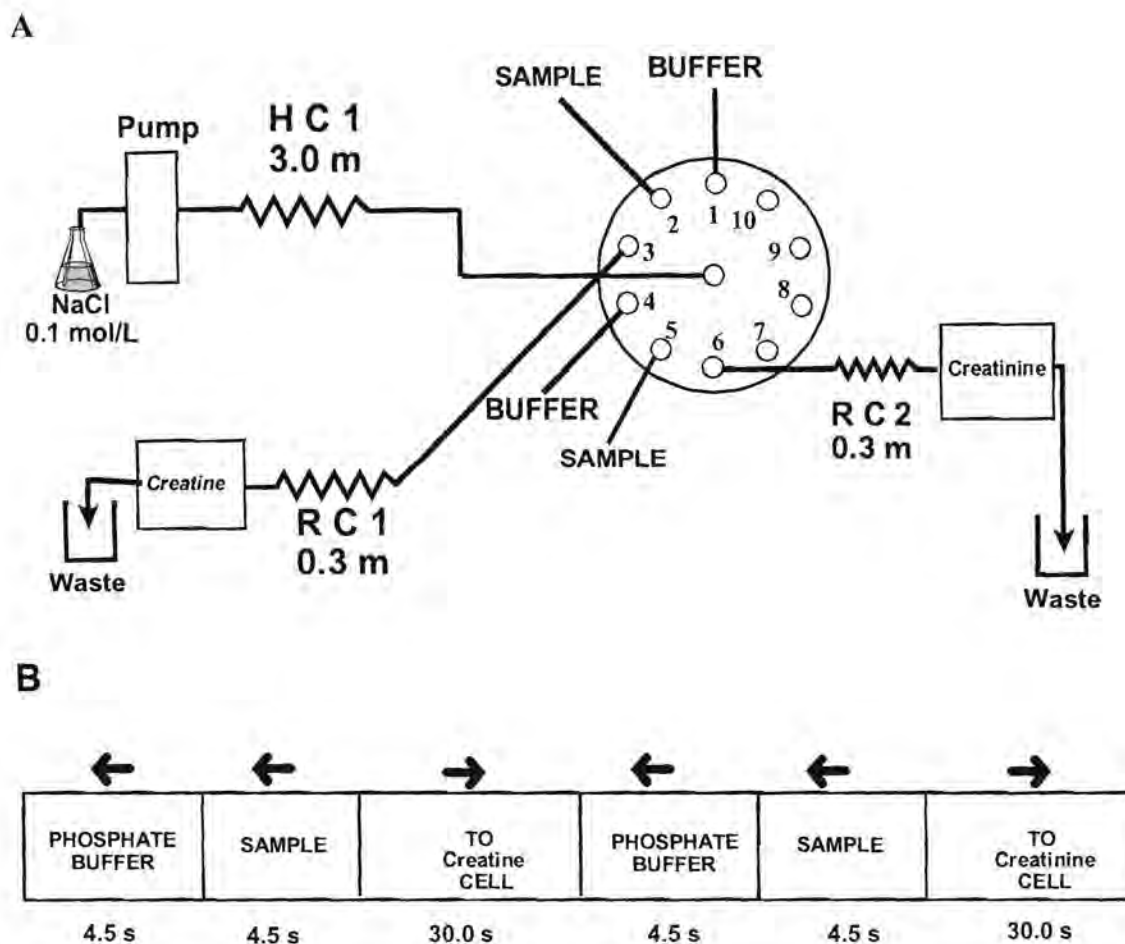 A
SAMPLE
BUFFER
Pump
H C 1
3.0 m
NaCl
0.1 mol/L
1
2
3
4
5
6
7
8
9
10
BUFFER
SAMPLE
Creatinine
R C 2
0.3 m
Creatine
R C 1
0.3 m
Waste
Waste
B
PHOSPHATE
BUFFER
SAMPLE
TO
Creatine
CELL
PHOSPHATE
BUFFER
SAMPLE
TO
Creatinine
CELL
4.5 s
4.5 s
30.0 s
4.5 s
4.5 s
30.0 s